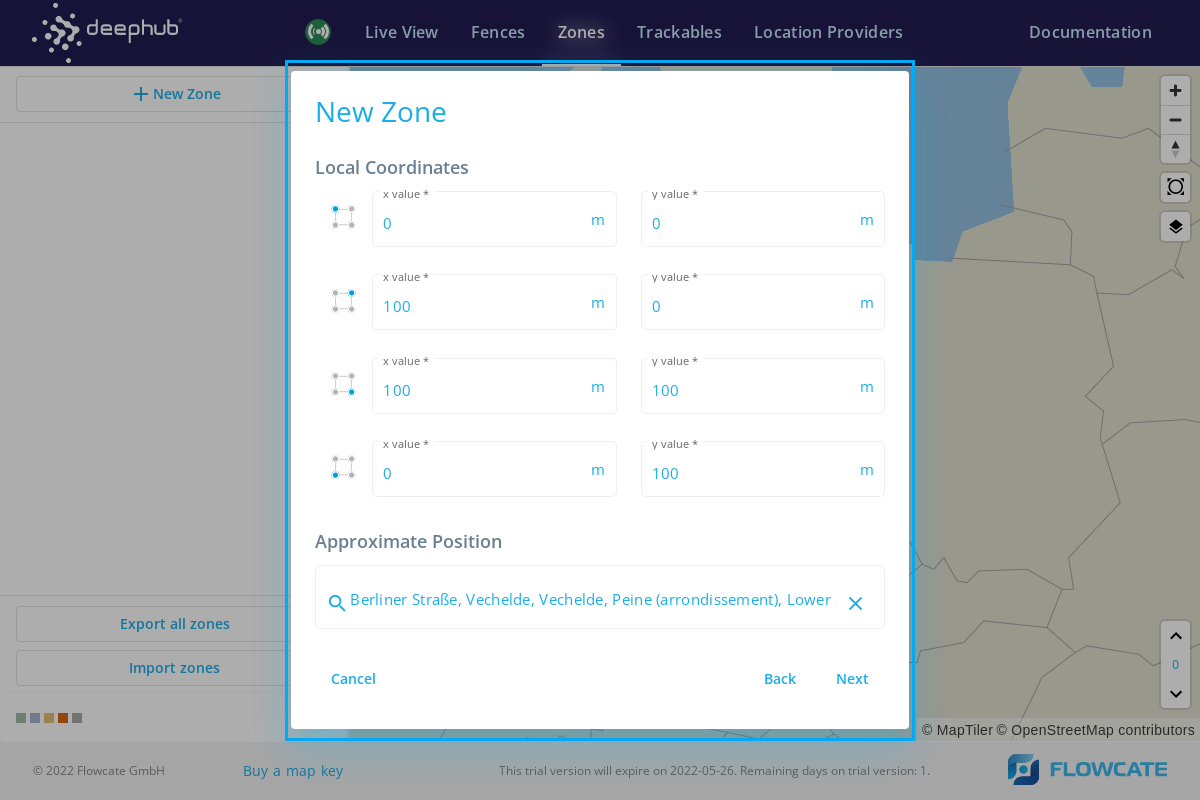 deephub
Live View
Fences
Zones
Trackables
Location Providers
Documentation
New Zone
New Zone
Local Coordinates
x value *
0
m
y value *
0
m
x value *
100
m
y value *
0
m
x value *
100
m
y value *
100
m
x value *
0
m
y value *
100
m
Approximate Position
Berliner Straße, Vechelde, Vechelde, Peine (arrondissement), Lower
Cancel
Back
Next
Export all zones
Import zones
0
© MapTiler © OpenStreetMap contributors
© 2022 Flowcate GmbH
Buy a map key
This trial version will expire on 2022-05-26. Remaining days on trial version: 1.
FLOWCATE